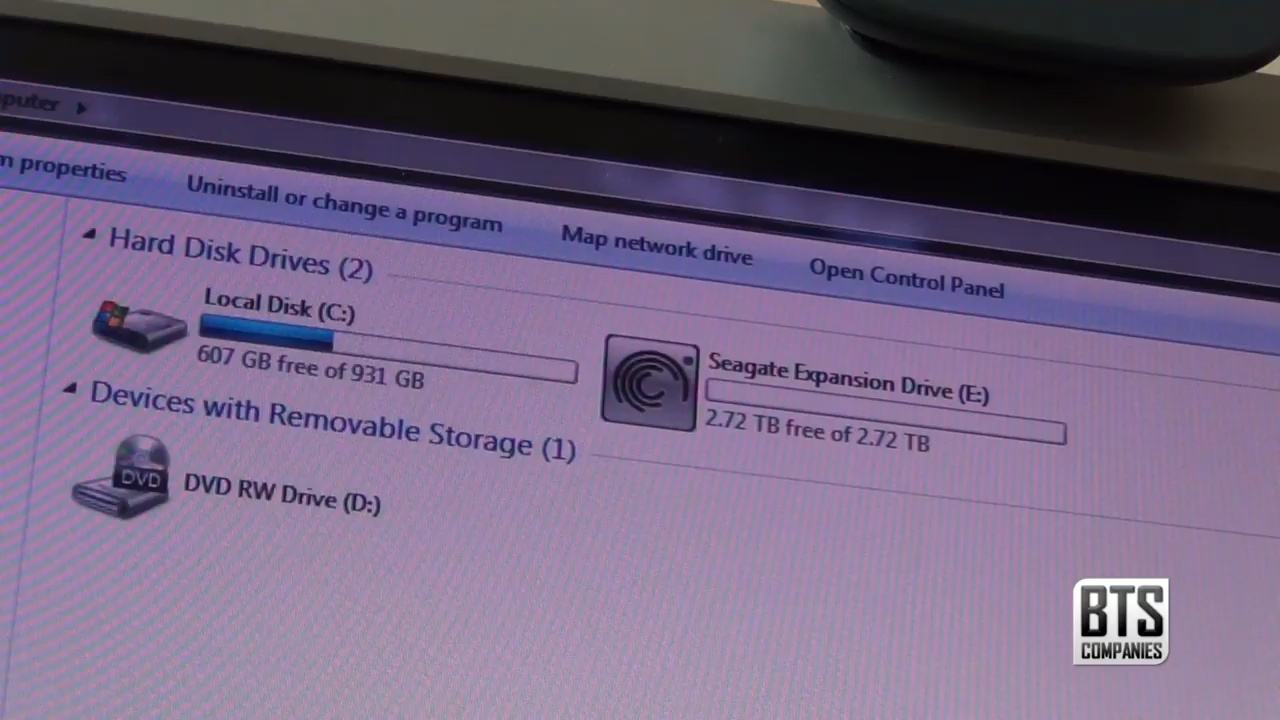 puter
m properties
Uninstall or change a program
Map network drive
Open Control Panel
Hard Disk Drives (2)
Local Disk (C:)
607 GB free of 931 GB
Seagate Expansion Drive (E:)
2.72 TB free of 2.72 TB
Devices with Removable Storage (1)
DVD
DVD RW Drive (D:)
BTS
COMPANIES